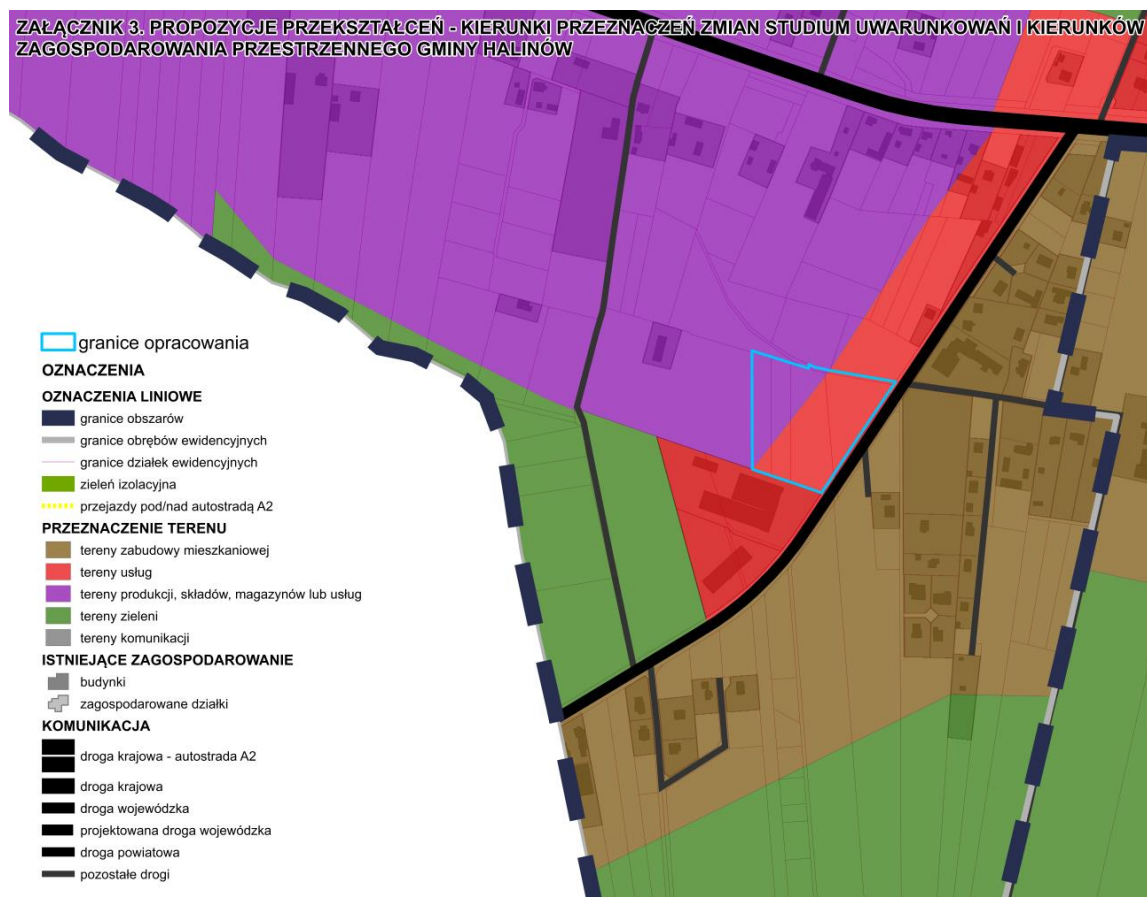 ZAŁĄCZNIK 3. PROPOZYCJE PRZEKSZTAŁCEŃ - KIERUNKI PRZEZNACZEŃ ZMIAN STUDIUM UWARUNKOWAŃ I KIERUNKÓW
ZAGOSPODAROWANIA PRZESTRZENNEGO GMINY HALINÓW
granice opracowania
OZNACZENIA
OZNACZENIA LINIOWE
granice obszarów
granice obrębów ewidencyjnych
granice działek ewidencyjnych
zieleń izolacyjna
przejazdy pod/nad autostradą A2
PRZEZNACZENIE TERENU
tereny zabudowy mieszkaniowej
tereny usług
tereny produkcji, składów, magazynów lub usług
tereny zieleni
tereny komunikacji
ISTNIEJĄCE ZAGOSPODAROWANIE
budynki
zagospodarowane działki
KOMUNIKACJA
droga krajowa - autostrada A2
droga krajowa
droga wojewódzka
projektowana droga wojewódzka
droga powiatowa
pozostałe drogi